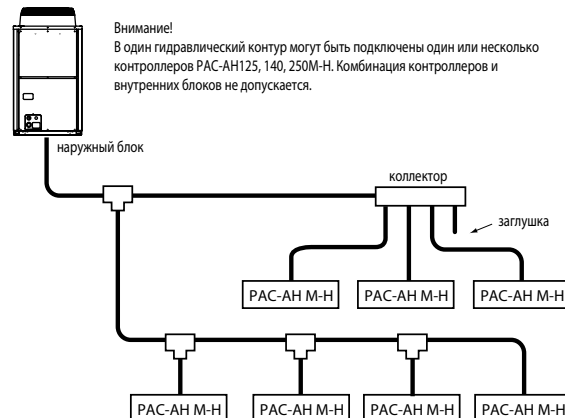 Внимание!
В один гидравлический контур могут быть подключены один или несколько
контроллеров PAC-AH125, 140, 250M-H. Комбинация контроллеров и
внутренних блоков не допускается.
наружный блок
коллектор
заглушка
PAC-AH M-H
PAC-AH M-H
PAC-AH M-H
PAC-AH M-H
PAC-AH M-H
PAC-AH M-H
PAC-AH M-H